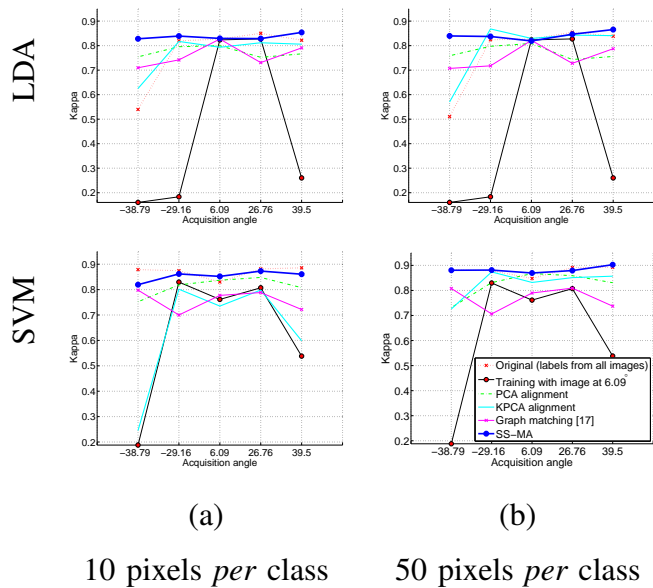 LDA
Kappa
0.9
0.8
0.7
0.6
0.5
0.4
0.3
0.2
−38.79 −29.16 6.09 26.76 39.5
Acquisition angle
Kappa
0.9
0.8
0.7
0.6
0.5
0.4
0.3
0.2
−38.79 −29.16 6.09 26.76 39.5
Acquisition angle
SVM
Kappa
0.9
0.8
0.7
0.6
0.5
0.4
0.3
0.2
−38.79 −29.16 6.09 26.76 39.5
Acquisition angle
Kappa
0.9
0.8
0.7
0.6
0.5
0.4
0.3
0.2
Original (labels from all images)
Training with image at 6.09°
PCA alignment
KPCA alignment
Graph matching [17]
SS−MA
−38.79 −29.16 6.09 26.76 39.5
Acquisition angle
(a) (b)
10 pixels per class 50 pixels per class